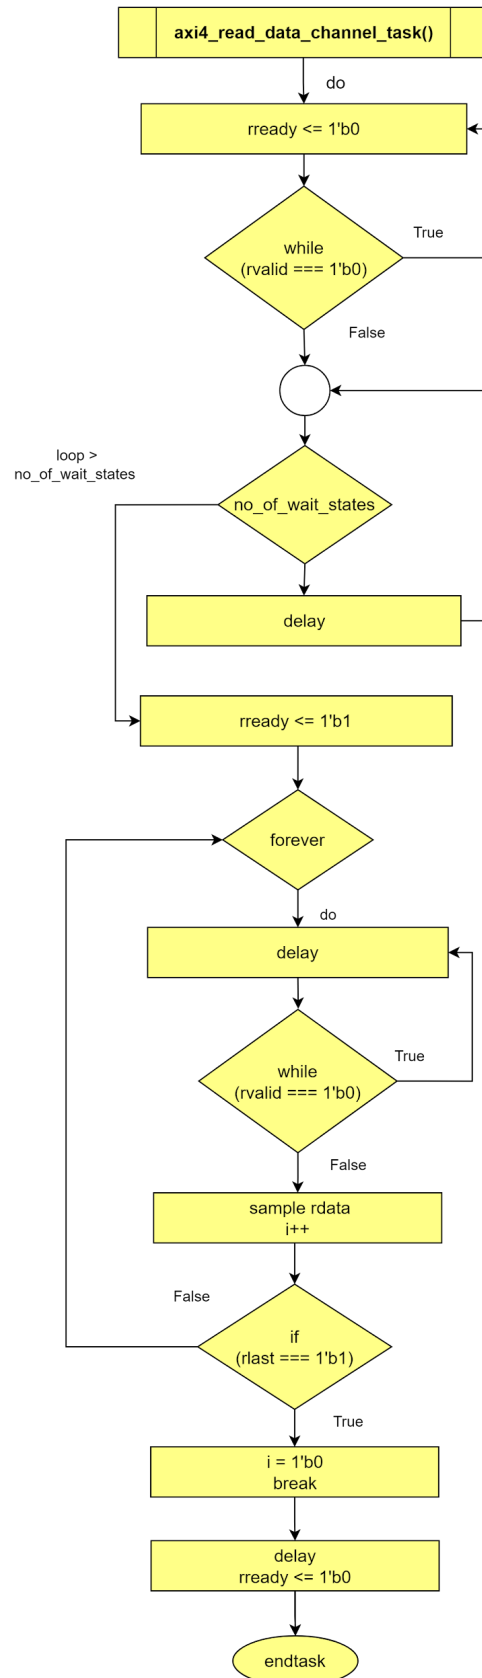 axi4_read_data_channel_task()
do
rready <= 1'b0
while
(rvalid === 1'b0)
True
False
loop >
no_of_wait_states
no_of_wait_states
delay
rready <= 1'b1
forever
do
delay
while
(rvalid === 1'b0)
True
False
sample rdata
i++
False
if
(rlast === 1'b1)
True
i = 1'b0
break
delay
rready <= 1'b0
endtask